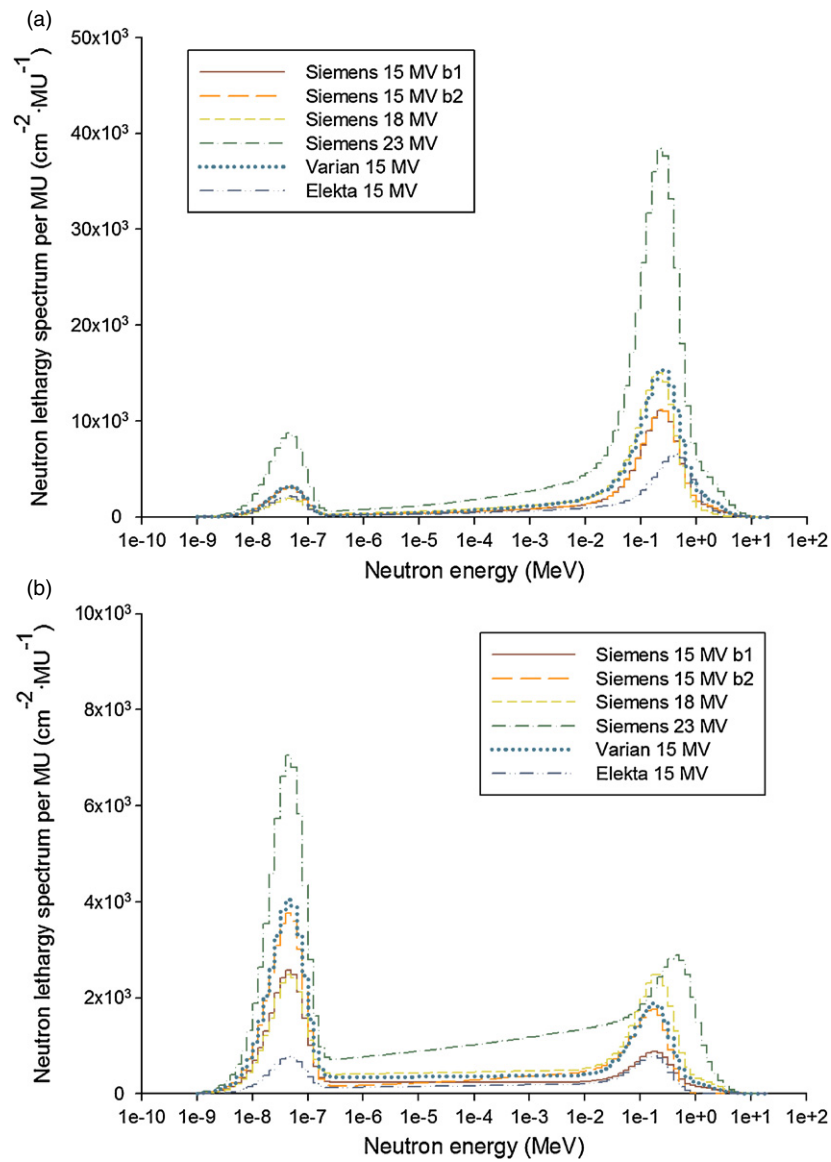 (a)
Neutron lethargy spectrum per MU (cm⁻²·MU⁻¹)
50x10³
40x10³
30x10³
20x10³
10x10³
0
Siemens 15 MV b1
Siemens 15 MV b2
Siemens 18 MV
Siemens 23 MV
Varian 15 MV
Elekta 15 MV
1e-10 1e-9 1e-8 1e-7 1e-6 1e-5 1e-4 1e-3 1e-2 1e-1 1e+0 1e+1 1e+2
Neutron energy (MeV)
(b)
Neutron lethargy spectrum per MU (cm⁻²·MU⁻¹)
10x10³
8x10³
6x10³
4x10³
2x10³
0
Siemens 15 MV b1
Siemens 15 MV b2
Siemens 18 MV
Siemens 23 MV
Varian 15 MV
Elekta 15 MV
1e-10 1e-9 1e-8 1e-7 1e-6 1e-5 1e-4 1e-3 1e-2 1e-1 1e+0 1e+1 1e+2
Neutron energy (MeV)